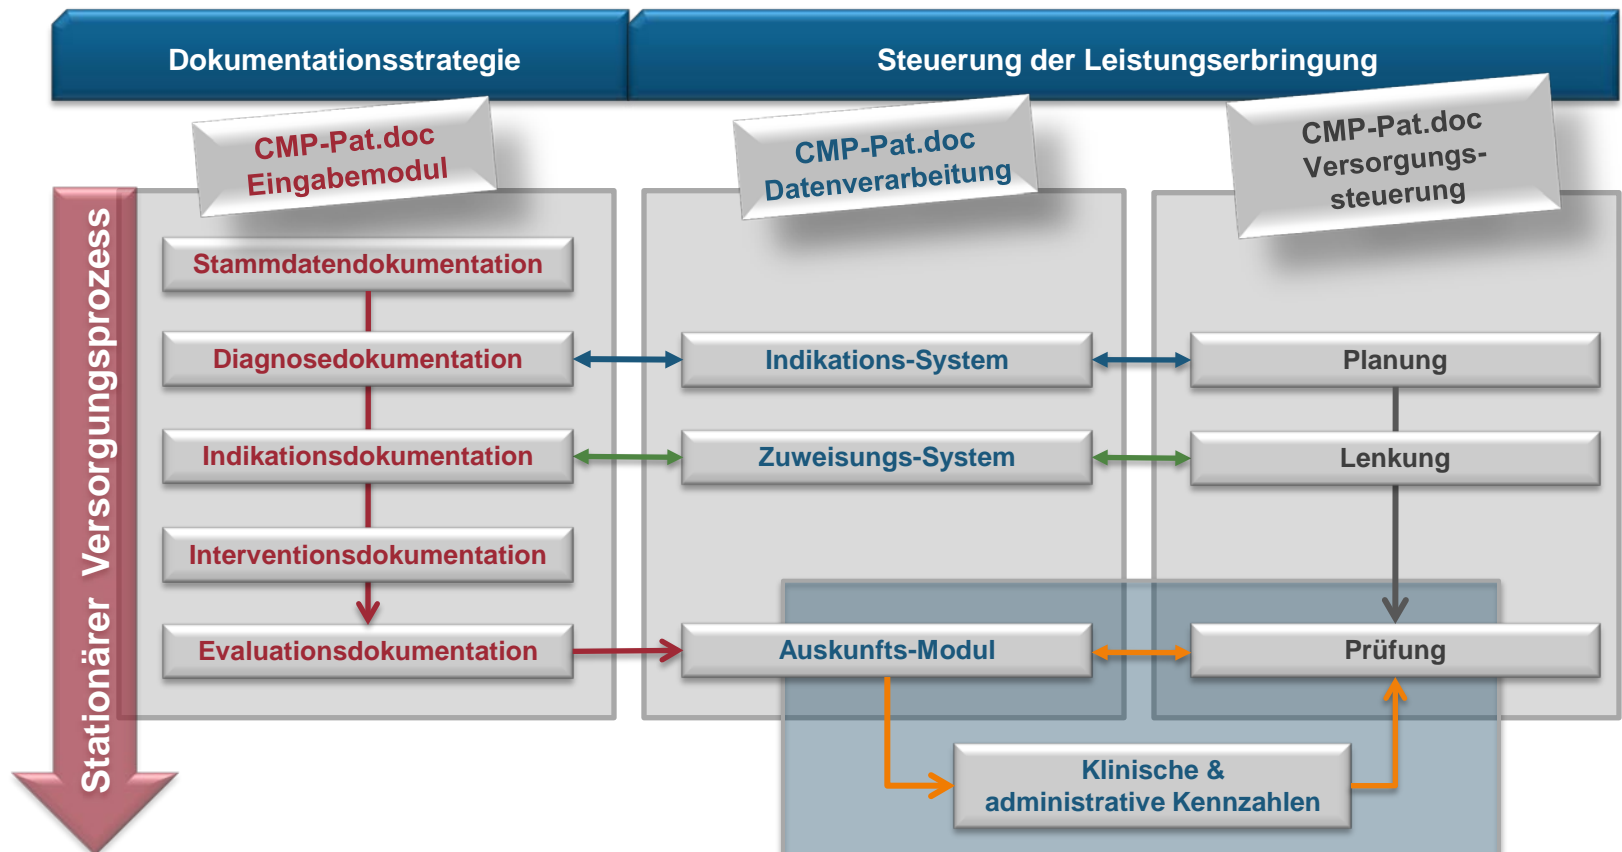 Dokumentationsstrategie
Steuerung der Leistungserbringung
CMP-Pat.doc
Eingabemodul
CMP-Pat.doc
Datenverarbeitung
CMP-Pat.doc
Versorgungs-
steuerung
Stationärer Versorgungsprozess
Stammdatendokumentation
Diagnosedokumentation
Indikations-System
Planung
Indikationsdokumentation
Zuweisungs-System
Lenkung
Interventionsdokumentation
Evaluationsdokumentation
Auskunfts-Modul
Prüfung
Klinische &
administrative Kennzahlen